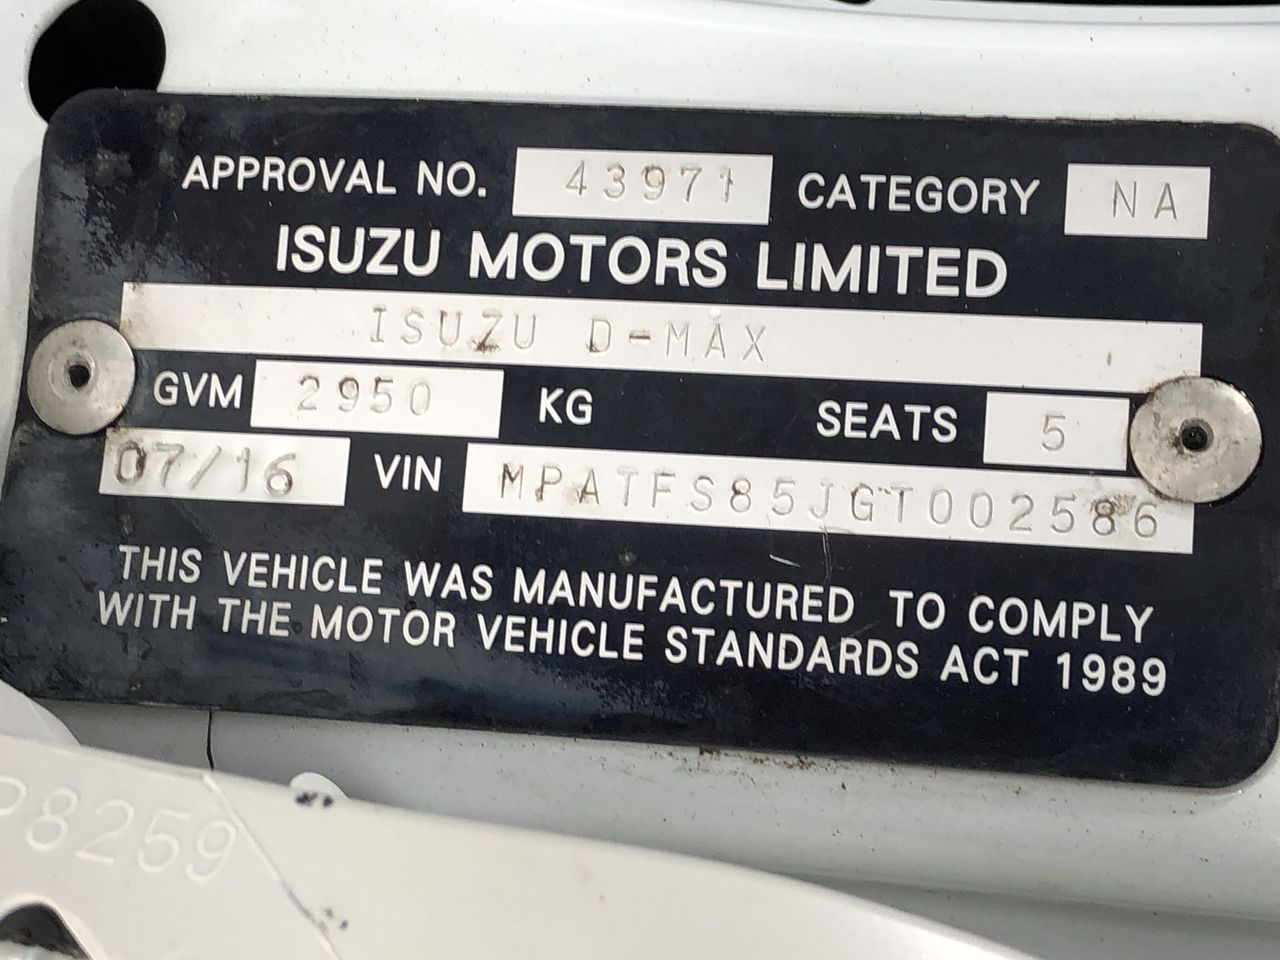 APPROVAL NO. 43971 CATEGORY NA
ISUZU MOTORS LIMITED
ISUZU D-MAX
GVM 2950 KG SEATS 5
07/16 VIN MPATFS85JGT002586
THIS VEHICLE WAS MANUFACTURED TO COMPLY
WITH THE MOTOR VEHICLE STANDARDS ACT 1989
P8259